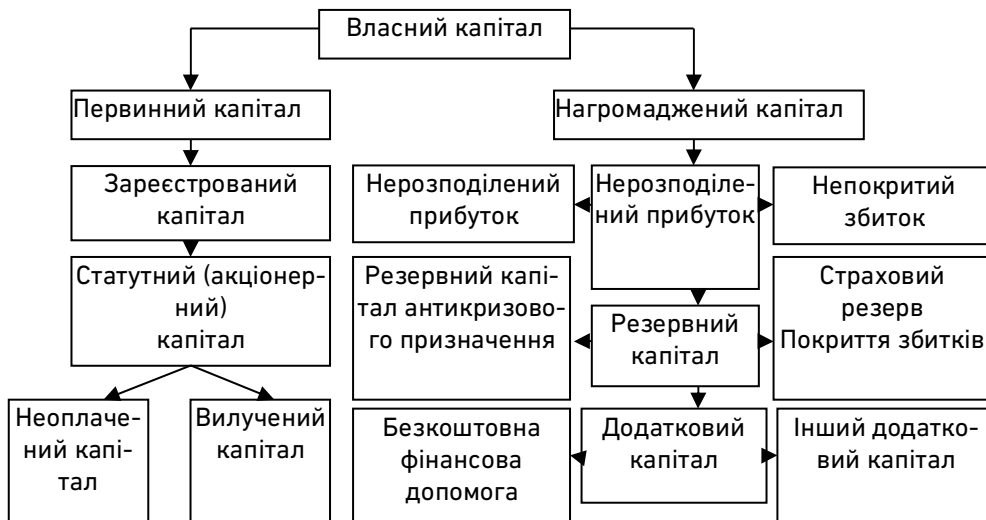 Власний капітал
Первинний капітал
Нагромаджений капітал
Зареєстрований
капітал
Нерозподілений
прибуток
Нерозподіле-
ний прибуток
Непокритий
збиток
Статутний (акціонер-
ний)
капітал
Резервний капі-
тал антикризово-
го призначення
Резервний
капітал
Страховий
резерв
Покриття збитків
Неоплаче-
ний капі-
тал
Вилучений
капітал
Безкоштовна
фінансова
допомога
Додатковий
капітал
Інший додатко-
вий капітал